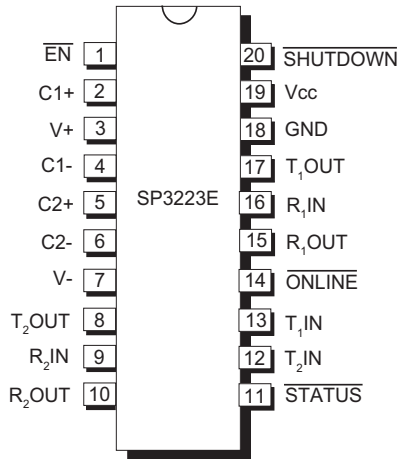 EN 1 20 SHUTDOWN
C1+ 2 19 Vcc
V+ 3 18 GND
C1- 4 17 T₁OUT
C2+ 5 SP3223E 16 R₁IN
C2- 6 15 R₁OUT
V- 7 14 ONLINE
T₂OUT 8 13 T₁IN
R₂IN 9 12 T₂IN
R₂OUT 10 11 STATUS